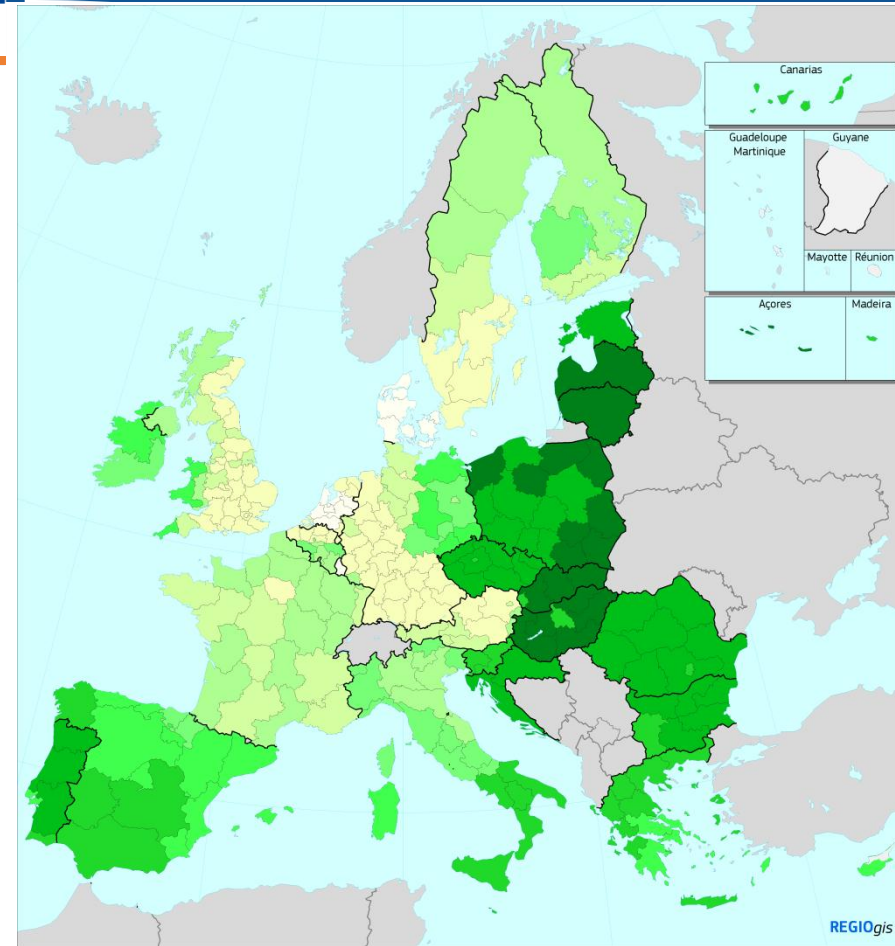 Canarias
Guadeloupe
Martinique
Guyane
Mayotte
Réunion
Açores
Madeira
REGIOgis